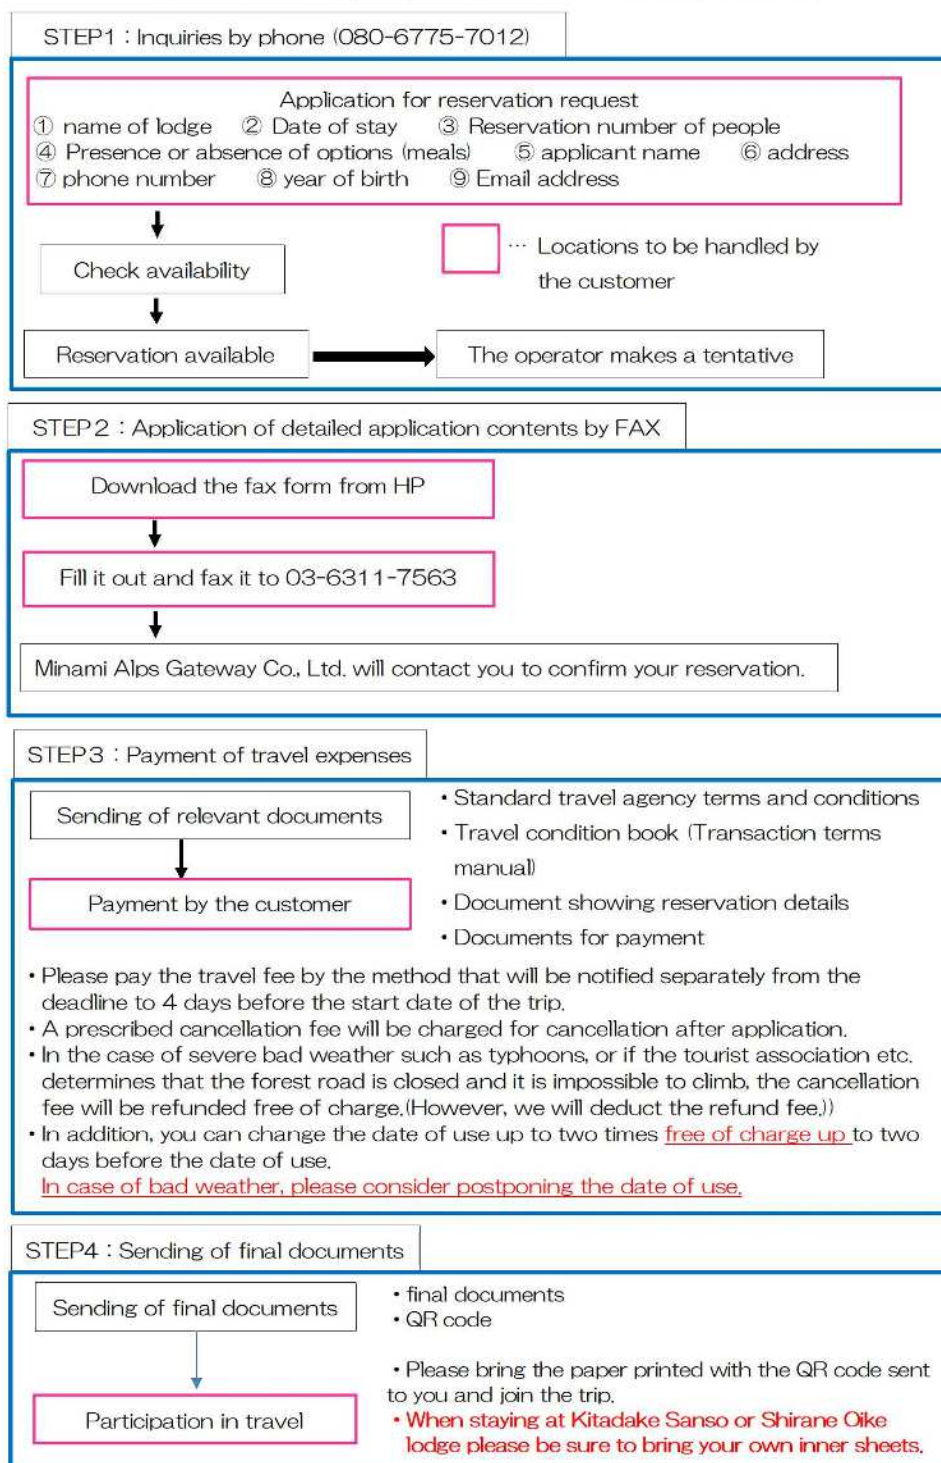 STEP1：Inquiries by phone (080-6775-7012)
Application for reservation request
① name of lodge ② Date of stay ③ Reservation number of people
④ Presence or absence of options (meals) ⑤ applicant name ⑥ address
⑦ phone number ⑧ year of birth ⑨ Email address
Check availability
… Locations to be handled by
the customer
Reservation available
The operator makes a tentative
STEP2：Application of detailed application contents by FAX
Download the fax form from HP
Fill it out and fax it to 03-6311-7563
Minami Alps Gateway Co., Ltd. will contact you to confirm your reservation.
STEP3：Payment of travel expenses
Sending of relevant documents
Payment by the customer
・Standard travel agency terms and conditions
・Travel condition book (Transaction terms
manual)
・Document showing reservation details
・Documents for payment
・Please pay the travel fee by the method that will be notified separately from the
deadline to 4 days before the start date of the trip.
・A prescribed cancellation fee will be charged for cancellation after application.
・In the case of severe bad weather such as typhoons, or if the tourist association etc.
determines that the forest road is closed and it is impossible to climb, the cancellation
fee will be refunded free of charge.(However, we will deduct the refund fee.))
・In addition, you can change the date of use up to two times free of charge up to two
days before the date of use.
In case of bad weather, please consider postponing the date of use.
STEP4：Sending of final documents
Sending of final documents
Participation in travel
・final documents
・QR code
・Please bring the paper printed with the QR code sent
to you and join the trip.
・When staying at Kitadake Sanso or Shirane Oike
lodge please be sure to bring your own inner sheets.